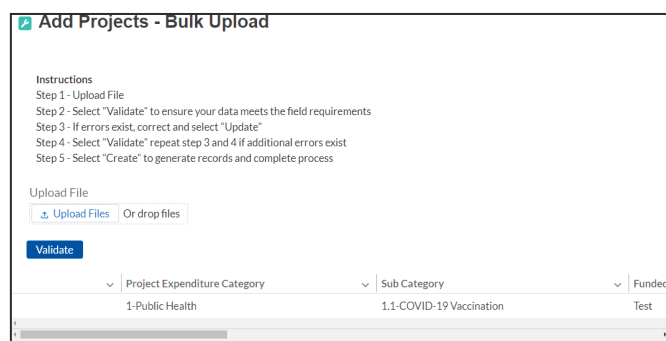 Add Projects - Bulk Upload
Instructions
Step 1 - Upload File
Step 2 - Select "Validate" to ensure your data meets the field requirements
Step 3 - If errors exist, correct and select "Update"
Step 4 - Select "Validate" repeat step 3 and 4 if additional errors exist
Step 5 - Select "Create" to generate records and complete process
Upload File
Upload Files Or drop files
Validate
Project Expenditure Category Sub Category Funded
1-Public Health 1.1-COVID-19 Vaccination Test